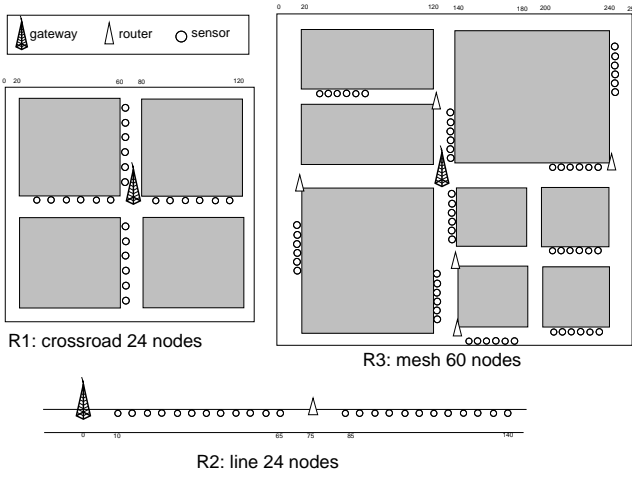 gateway router sensor
0 20 60 80 120
R1: crossroad 24 nodes
0 20 120 140 180 200 240
R3: mesh 60 nodes
0 10 65 75 85 140
R2: line 24 nodes